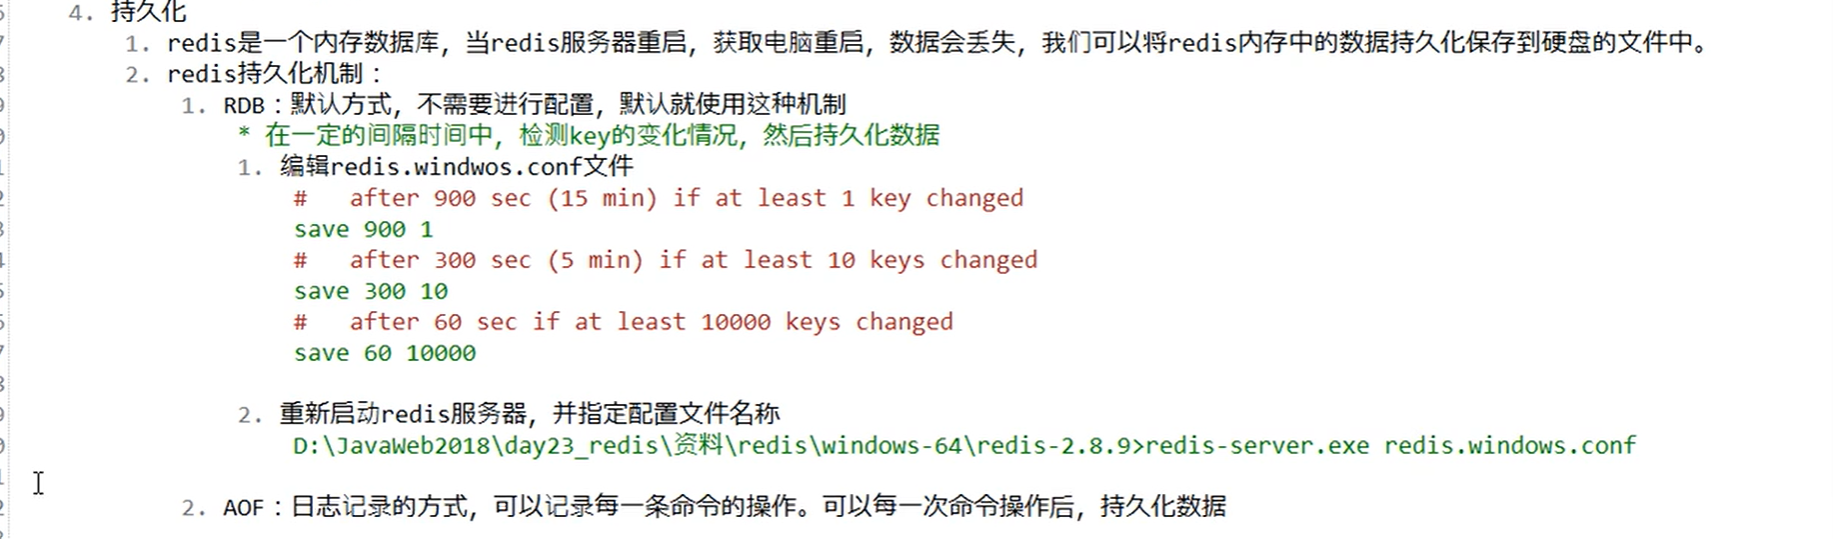 4. 持久化
1. redis是一个内存数据库，当redis服务器重启，获取电脑重启，数据会丢失，我们可以将redis内存中的数据持久化保存到硬盘的文件中。
2. redis持久化机制：
1. RDB：默认方式，不需要进行配置，默认就使用这种机制
* 在一定的间隔时间中，检测key的变化情况，然后持久化数据
1. 编辑redis.windwos.conf文件
#   after 900 sec (15 min) if at least 1 key changed
save 900 1
#   after 300 sec (5 min) if at least 10 keys changed
save 300 10
#   after 60 sec if at least 10000 keys changed
save 60 10000
2. 重新启动redis服务器，并指定配置文件名称
D:\JavaWeb2018\day23_redis\资料\redis\windows-64\redis-2.8.9>redis-server.exe redis.windows.conf
2. AOF：日志记录的方式，可以记录每一条命令的操作。可以每一次命令操作后，持久化数据